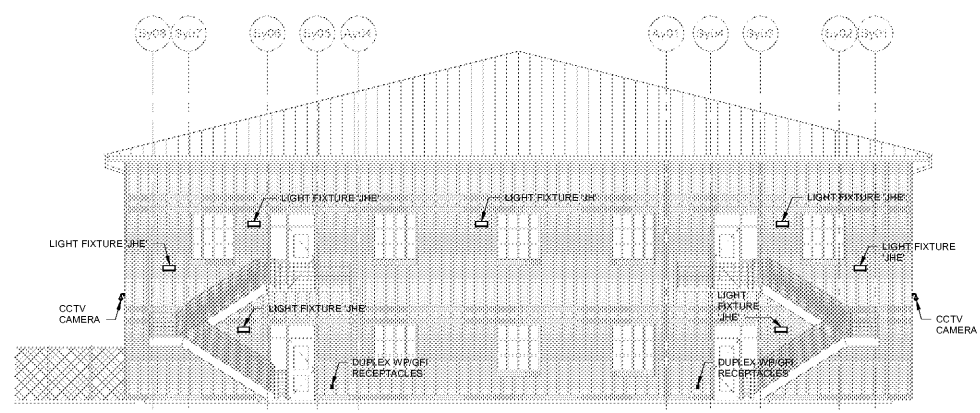 LIGHT FIXTURE 'JHE'
LIGHT FIXTURE 'JH'
LIGHT FIXTURE 'JHE'
LIGHT FIXTURE 'JHE'
LIGHT FIXTURE
'JHE'
CCTV
CAMERA
LIGHT FIXTURE 'JHE'
LIGHT
FIXTURE
'JHE'
CCTV
CAMERA
DUPLEX WP/GFI
RECEPTACLES
DUPLEX WP/GFI
RECEPTACLES